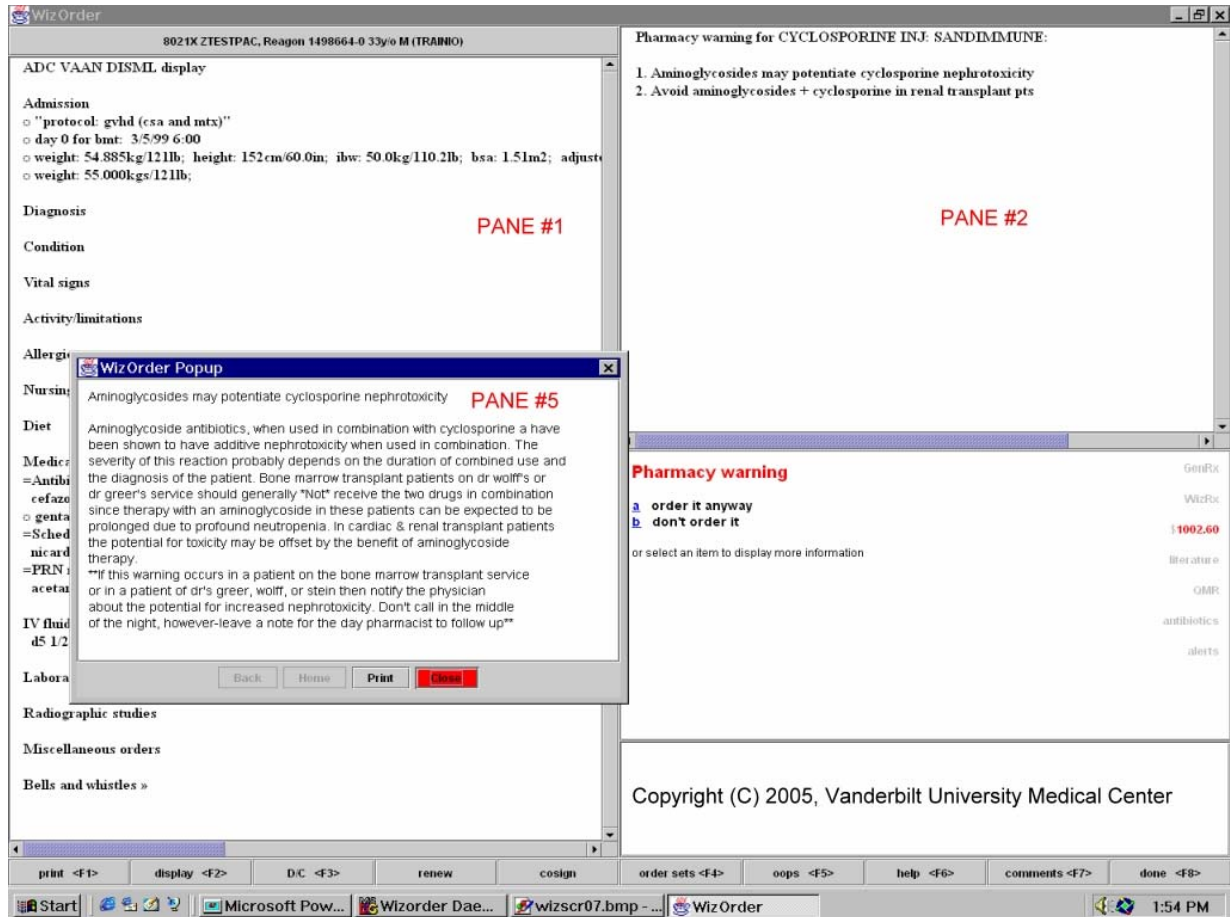 WizOrder
8021X ZTESTPAC, Reagon 1498664-0 33y/o M (TRAINIO)
ADC VAAN DISML display
Admission
○ "protocol: gvhd (csa and mtx)"
○ day 0 for bmt: 3/5/99 6:00
○ weight: 54.885kg/121lb; height: 152cm/60.0in; ibw: 50.0kg/110.2lb; bsa: 1.51m2; adjuste
○ weight: 55.000kgs/121lb;
Diagnosis
PANE #1
Condition
Vital signs
Activity/limitations
Allergi
Nursin
Diet
Medica
=Antibi
cefazo
○ genta
=Sched
nicard
=PRN
acetar
IV fluid
d5 1/2
Labora
Radiographic studies
Miscellaneous orders
Bells and whistles »
WizOrder Popup
Aminoglycosides may potentiate cyclosporine nephrotoxicity
PANE #5
Aminoglycoside antibiotics, when used in combination with cyclosporine a have
been shown to have additive nephrotoxicity when used in combination. The
severity of this reaction probably depends on the duration of combined use and
the diagnosis of the patient. Bone marrow transplant patients on dr wolff's or
dr greer's service should generally *Not* receive the two drugs in combination
since therapy with an aminoglycoside in these patients can be expected to be
prolonged due to profound neutropenia. In cardiac & renal transplant patients
the potential for toxicity may be offset by the benefit of aminoglycoside
therapy.
**If this warning occurs in a patient on the bone marrow transplant service
or in a patient of dr's greer, wolff, or stein then notify the physician
about the potential for increased nephrotoxicity. Don't call in the middle
of the night, however-leave a note for the day pharmacist to follow up**
Back Home Print Close
Pharmacy warning for CYCLOSPORINE INJ: SANDIMMUNE:
1. Aminoglycosides may potentiate cyclosporine nephrotoxicity
2. Avoid aminoglycosides + cyclosporine in renal transplant pts
PANE #2
Pharmacy warning
a order it anyway
b don't order it
or select an item to display more information
GenRx
WizRx
$1002.60
literature
QMR
antibiotics
alerts
Copyright (C) 2005, Vanderbilt University Medical Center
print <F1> display <F2> D/C <F3> renew cosign order sets <F4> oops <F5> help <F6> comments <F7> done <F8>
Start Microsoft Pow... Wizorder Dae... wizscr07.bmp - ... WizOrder 1:54 PM